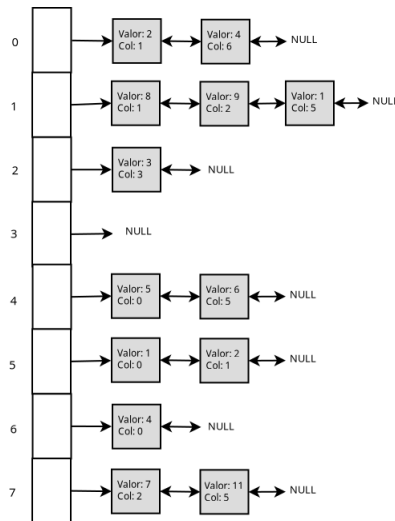 0
Valor: 2
Col: 1
Valor: 4
Col: 6
NULL
1
Valor: 8
Col: 1
Valor: 9
Col: 2
Valor: 1
Col: 5
NULL
2
Valor: 3
Col: 3
NULL
3
NULL
4
Valor: 5
Col: 0
Valor: 6
Col: 5
NULL
5
Valor: 1
Col: 0
Valor: 2
Col: 1
NULL
6
Valor: 4
Col: 0
NULL
7
Valor: 7
Col: 2
Valor: 11
Col: 5
NULL